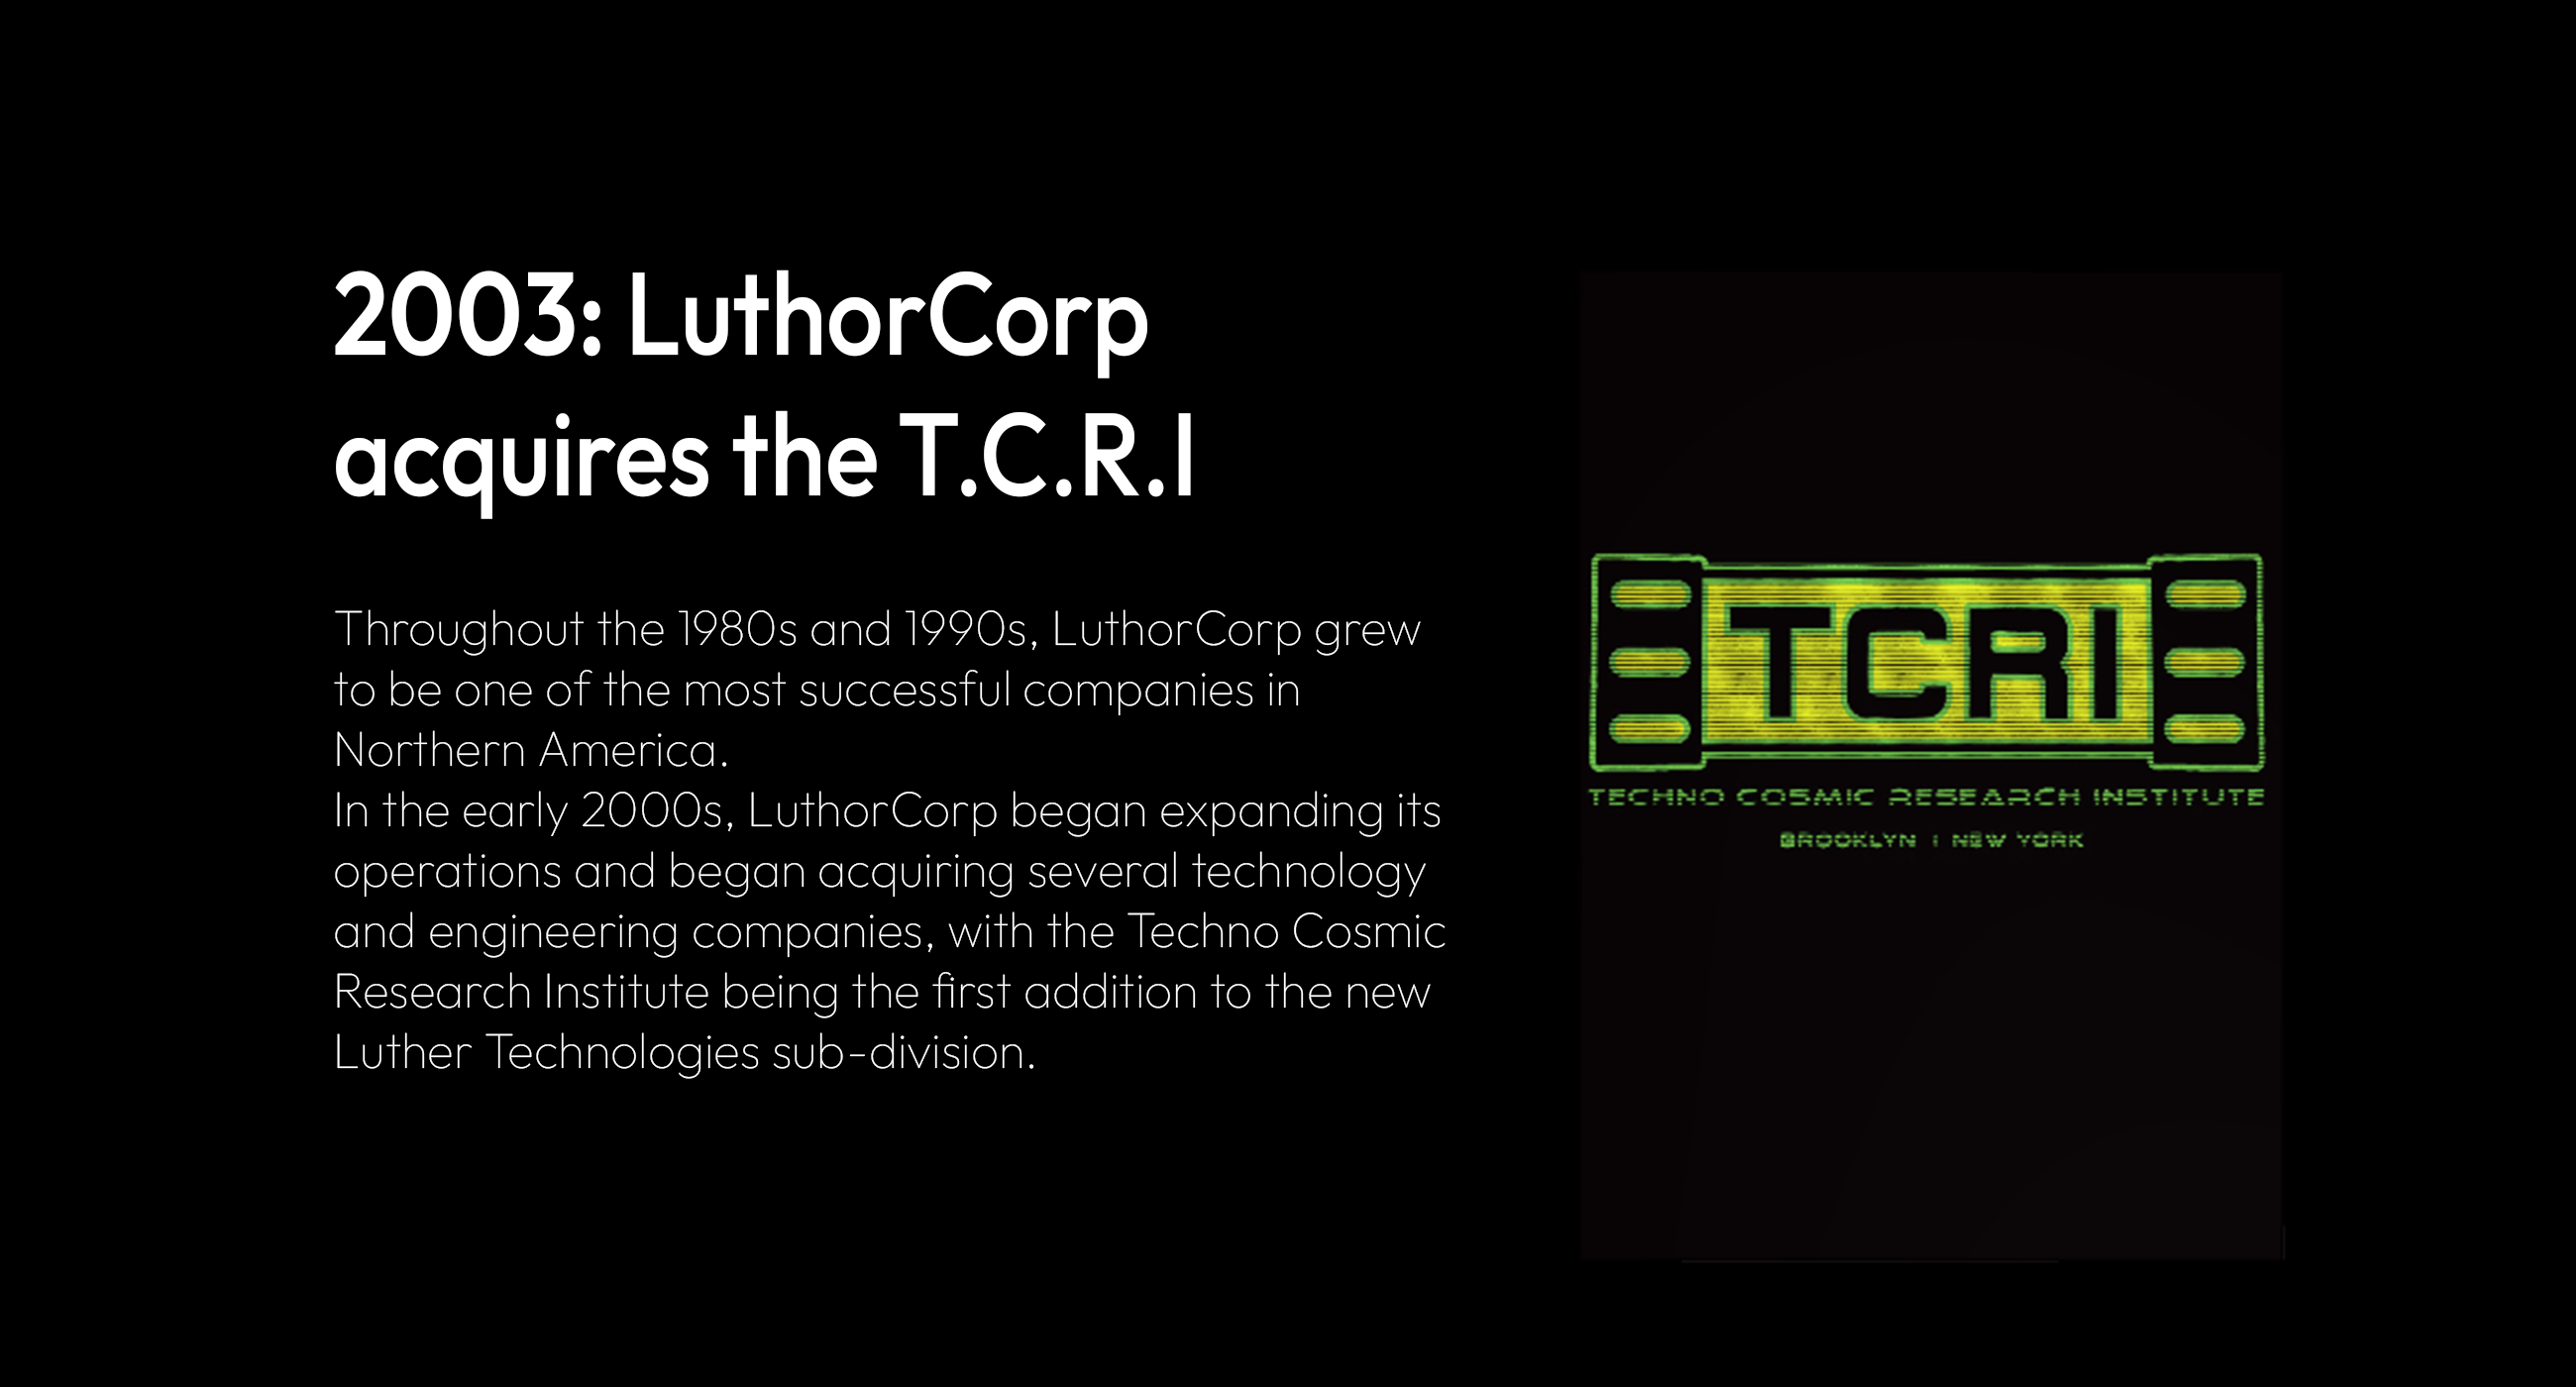 2003: LuthorCorp
acquires the T.C.R.I
Throughout the 1980s and 1990s, LuthorCorp grew
to be one of the most successful companies in
Northern America.
In the early 2000s, LuthorCorp began expanding its
operations and began acquiring several technology
and engineering companies, with the Techno Cosmic
Research Institute being the first addition to the new
Luther Technologies sub-division.
TCRI
TECHNO COSMIC RESEARCH INSTITUTE
BROOKLYN | NEW YORK